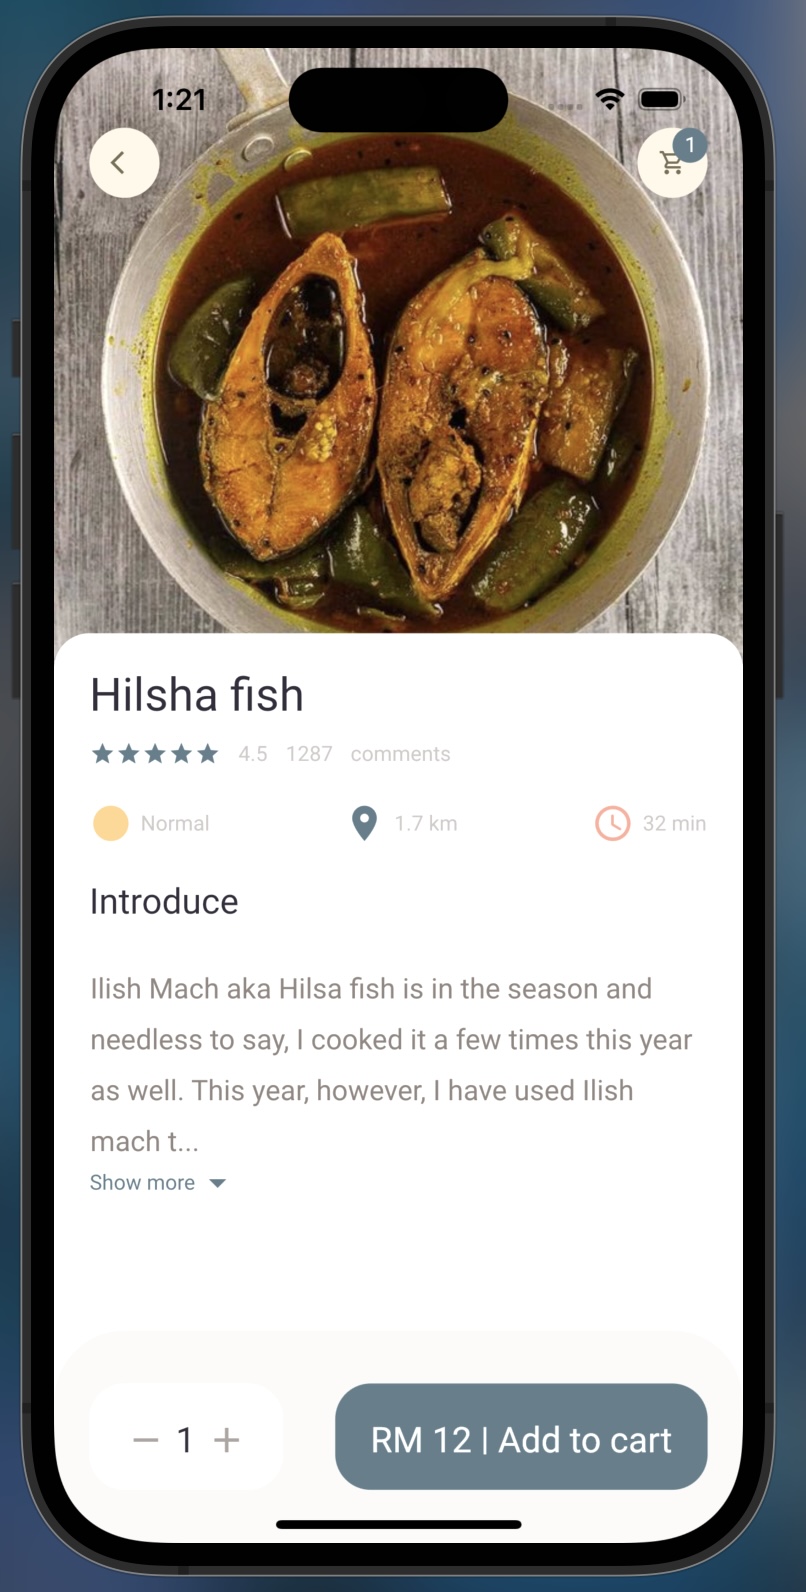 1:21
1
Hilsha fish
4.5 1287 comments
Normal 1.7 km 32 min
Introduce
Ilish Mach aka Hilsa fish is in the season and
needless to say, I cooked it a few times this year
as well. This year, however, I have used Ilish
mach t...
Show more
1 RM 12 | Add to cart